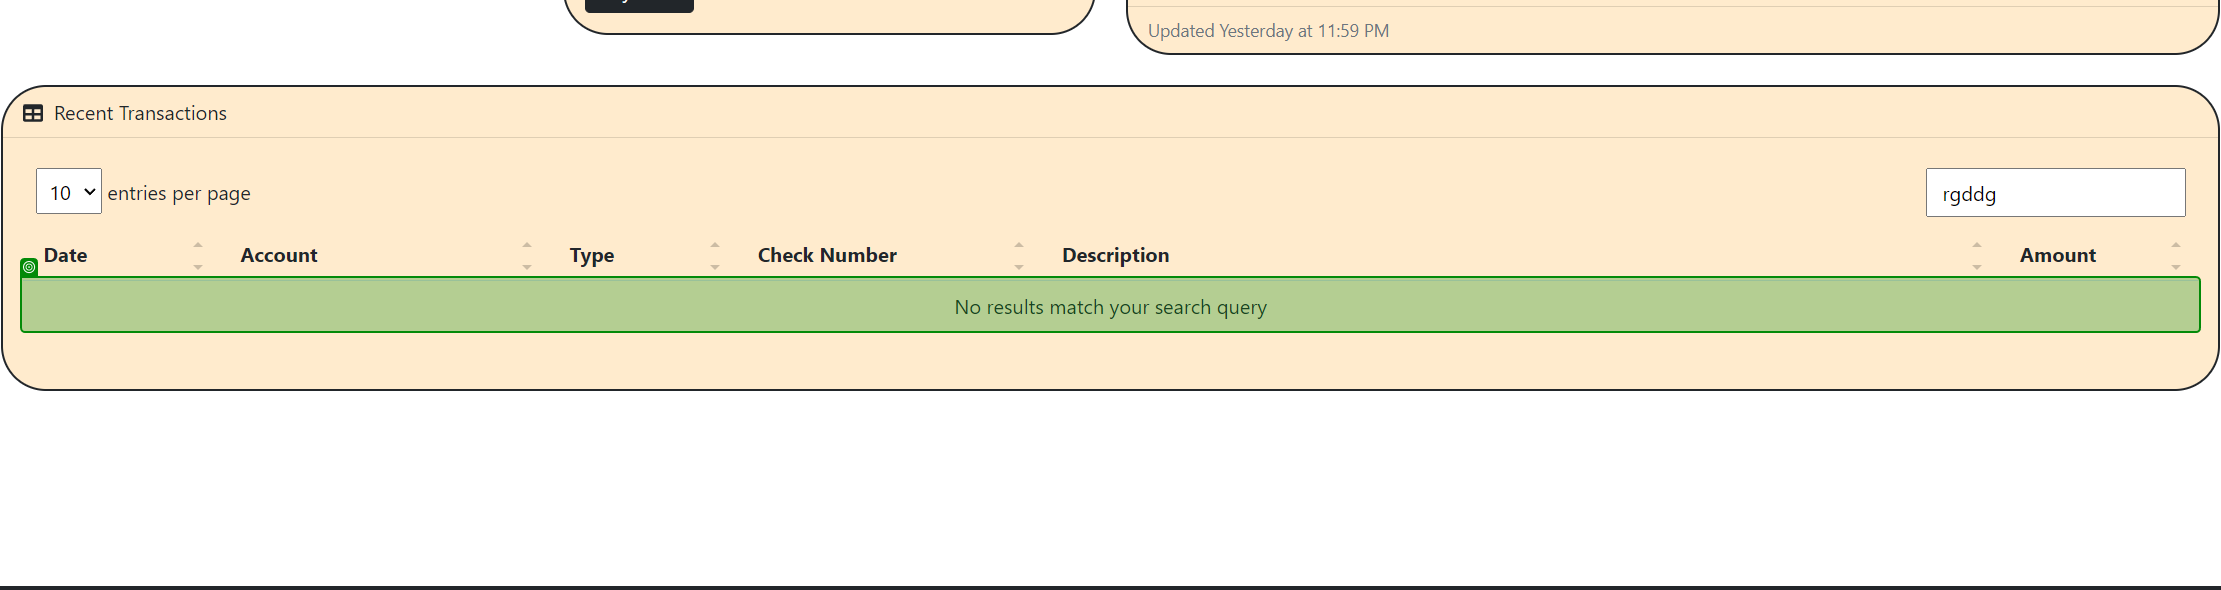 Updated Yesterday at 11:59 PM
Recent Transactions
10 entries per page
rgddg
Date Account Type Check Number Description Amount
No results match your search query